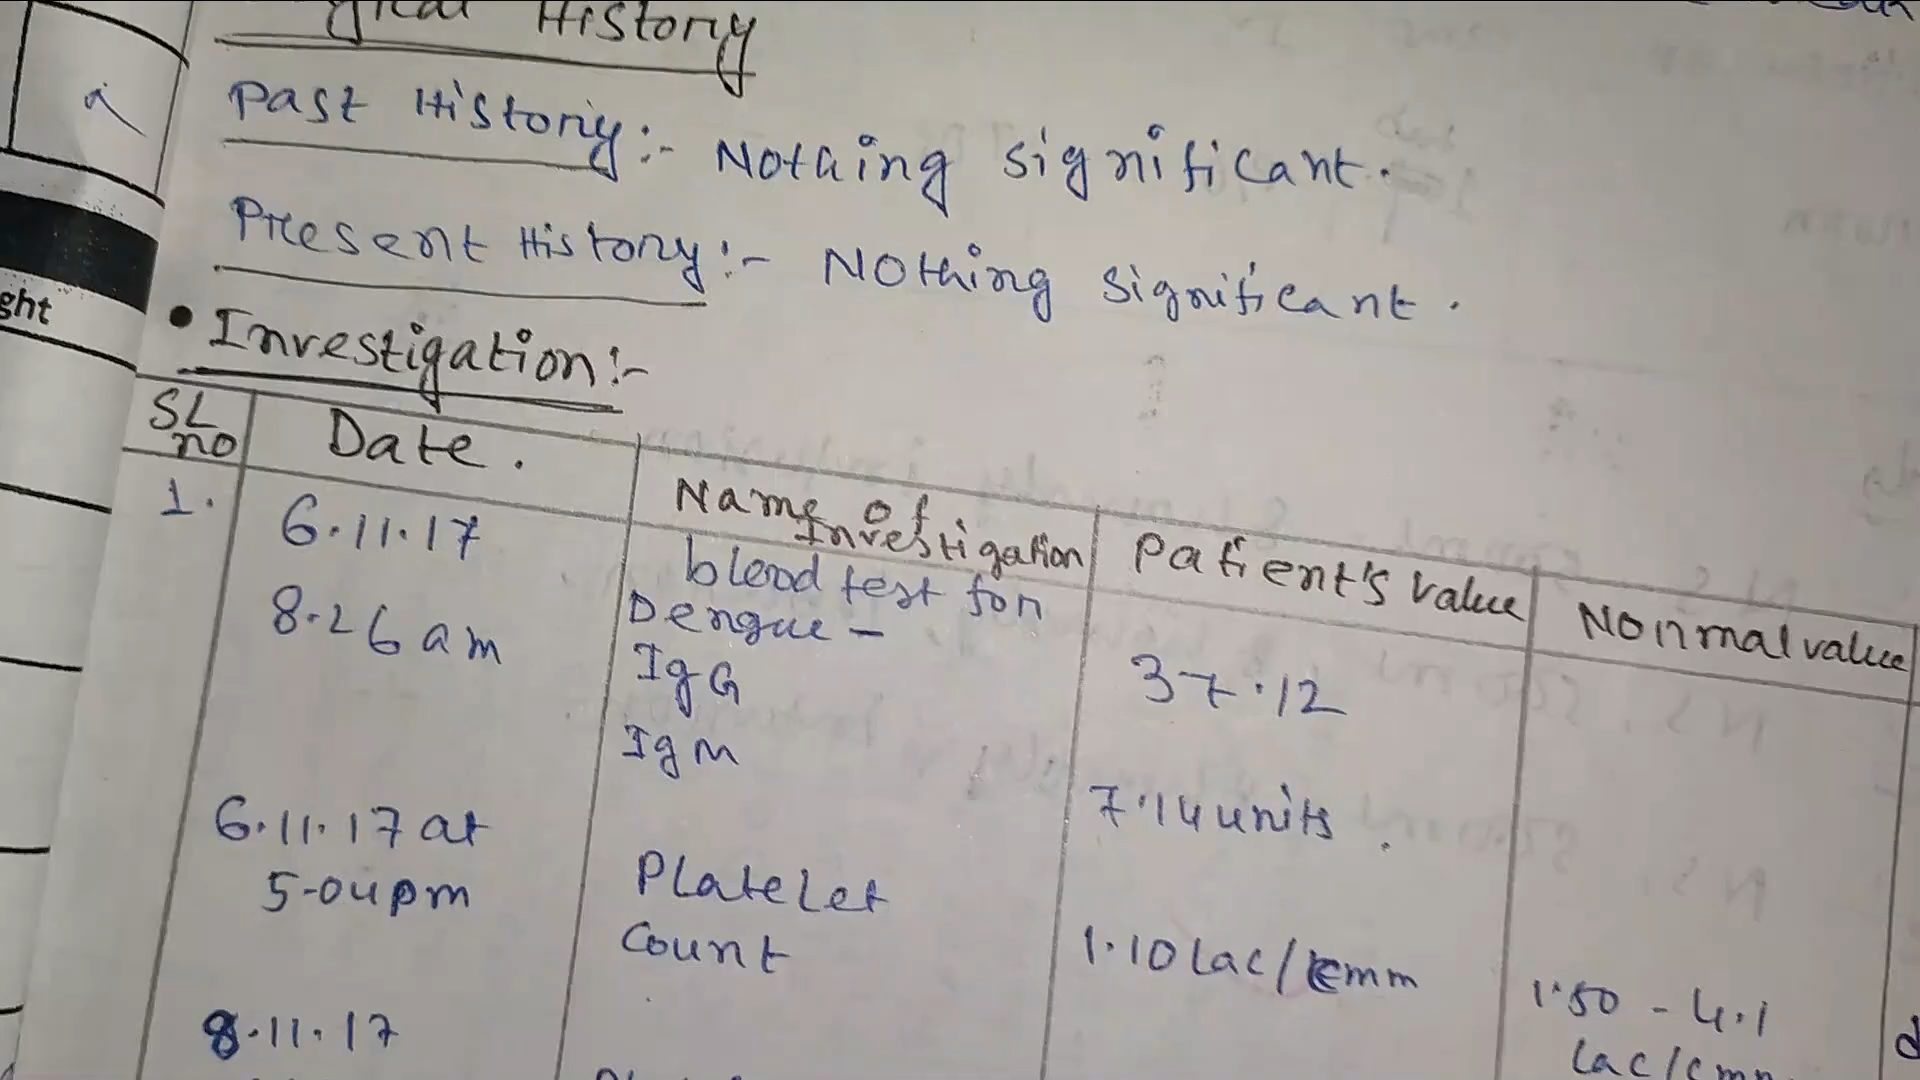 History
Past History:- Nothing significant.
Present History:- Nothing significant.
• Investigation:-
SL no Date. Name of Investigation Patient's value Normal value
1. 6.11.17 blood test for
8.26 am Dengue -
IgG 37.12
IgM 7.14 units.
6.11.17 at
5-04pm Platelet
Count 1.10 Lac/cmm 1.50 - 4.1
8.11.17 Lac/cmm
ght